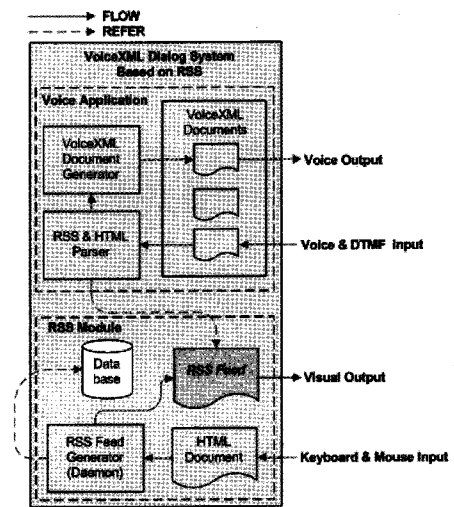 FLOW
REFER
VoiceXML Dialog System
Based on RSS
Voice Application
VoiceXML
Document
Generator
VoiceXML
Documents
Voice Output
RSS & HTML
Parser
Voice & DTMF Input
RSS Module
Data
base
RSS Feed
Visual Output
RSS Feed
Generator
(Daemon)
HTML
Document
Keyboard & Mouse Input